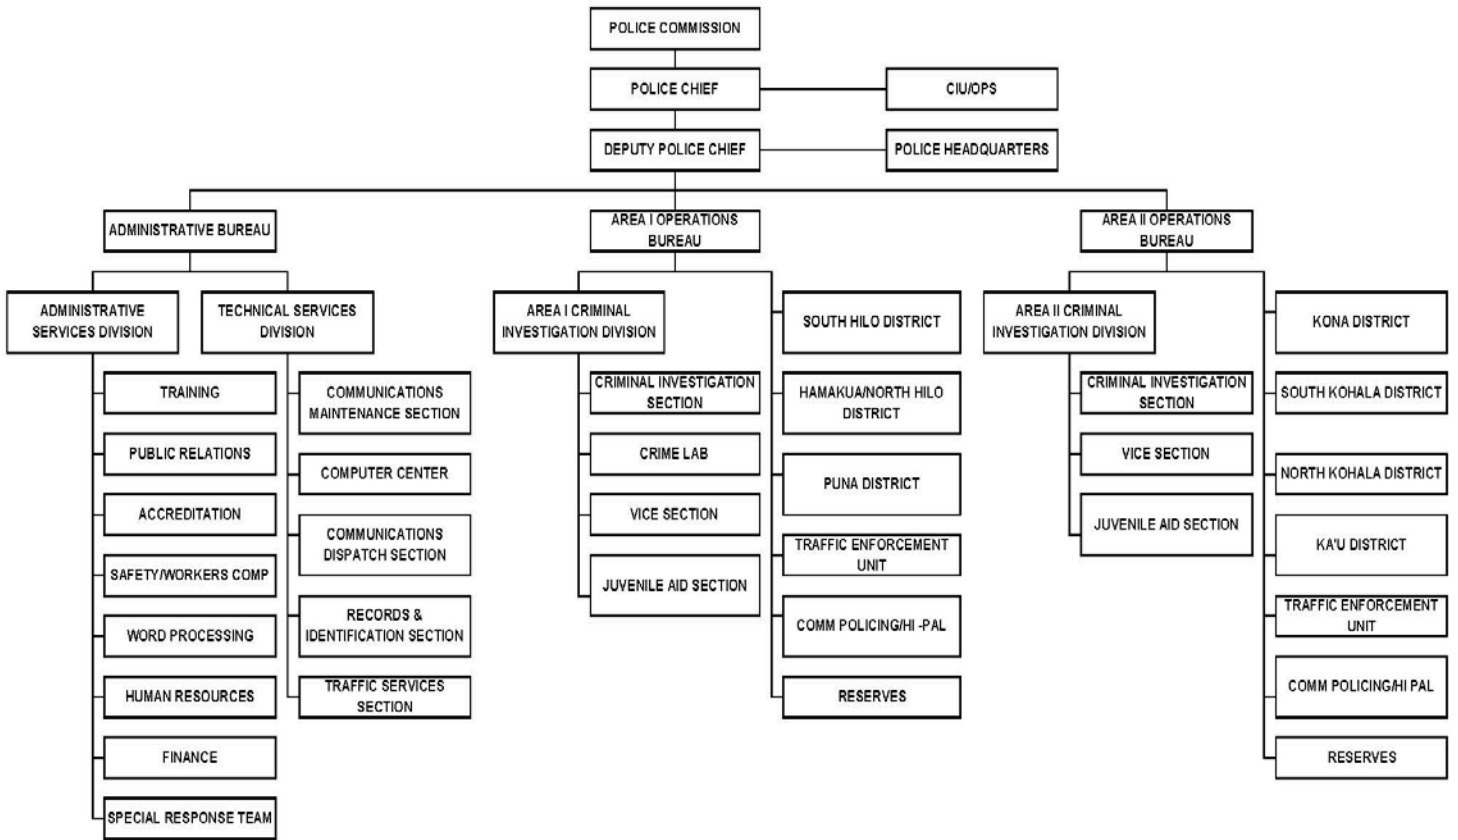 POLICE COMMISSION
POLICE CHIEF
CIU/OPS
DEPUTY POLICE CHIEF
POLICE HEADQUARTERS
ADMINISTRATIVE BUREAU
AREA I OPERATIONS
BUREAU
AREA II OPERATIONS
BUREAU
ADMINISTRATIVE
SERVICES DIVISION
TRAINING
PUBLIC RELATIONS
ACCREDITATION
SAFETY/WORKERS COMP
WORD PROCESSING
HUMAN RESOURCES
FINANCE
SPECIAL RESPONSE TEAM
TECHNICAL SERVICES
DIVISION
COMMUNICATIONS
MAINTENANCE SECTION
COMPUTER CENTER
COMMUNICATIONS
DISPATCH SECTION
RECORDS &
IDENTIFICATION SECTION
TRAFFIC SERVICES
SECTION
AREA I CRIMINAL
INVESTIGATION DIVISION
CRIMINAL INVESTIGATION
SECTION
CRIME LAB
VICE SECTION
JUVENILE AID SECTION
SOUTH HILO DISTRICT
HAMAKUA/NORTH HILO
DISTRICT
PUNA DISTRICT
TRAFFIC ENFORCEMENT
UNIT
COMM POLICING/HI -PAL
RESERVES
AREA II CRIMINAL
INVESTIGATION DIVISION
CRIMINAL INVESTIGATION
SECTION
VICE SECTION
JUVENILE AID SECTION
KONA DISTRICT
SOUTH KOHALA DISTRICT
NORTH KOHALA DISTRICT
KA'U DISTRICT
TRAFFIC ENFORCEMENT
UNIT
COMM POLICING/HI PAL
RESERVES